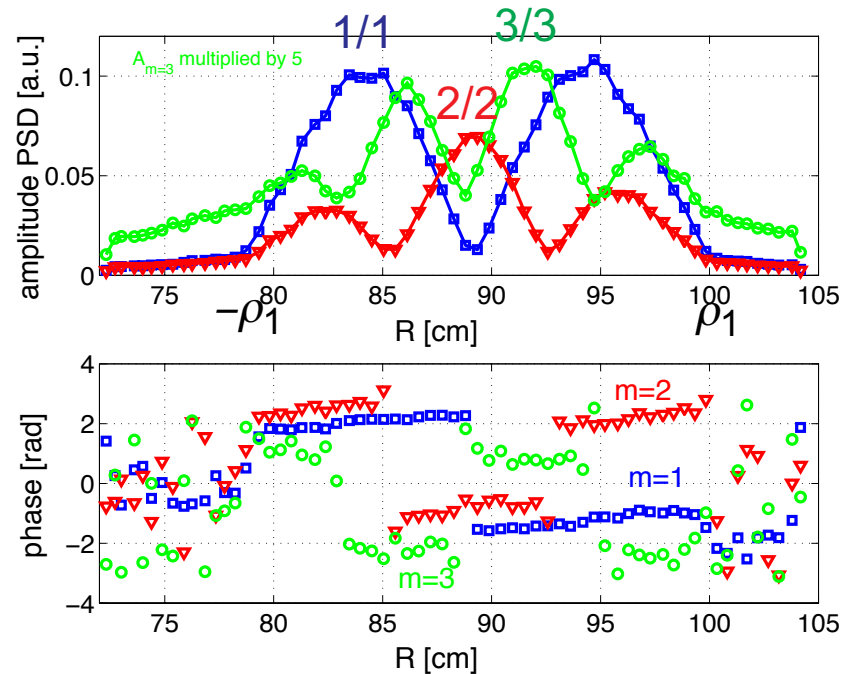 1/1
3/3
2/2
A_{m=3} multiplied by 5
amplitude PSD [a.u.]
0.1
0.05
0
75
80
85
90
95
100
105
-ρ₁
R [cm]
ρ₁
4
2
0
−2
−4
phase [rad]
m=2
m=1
m=3
75
80
85
90
95
100
105
R [cm]